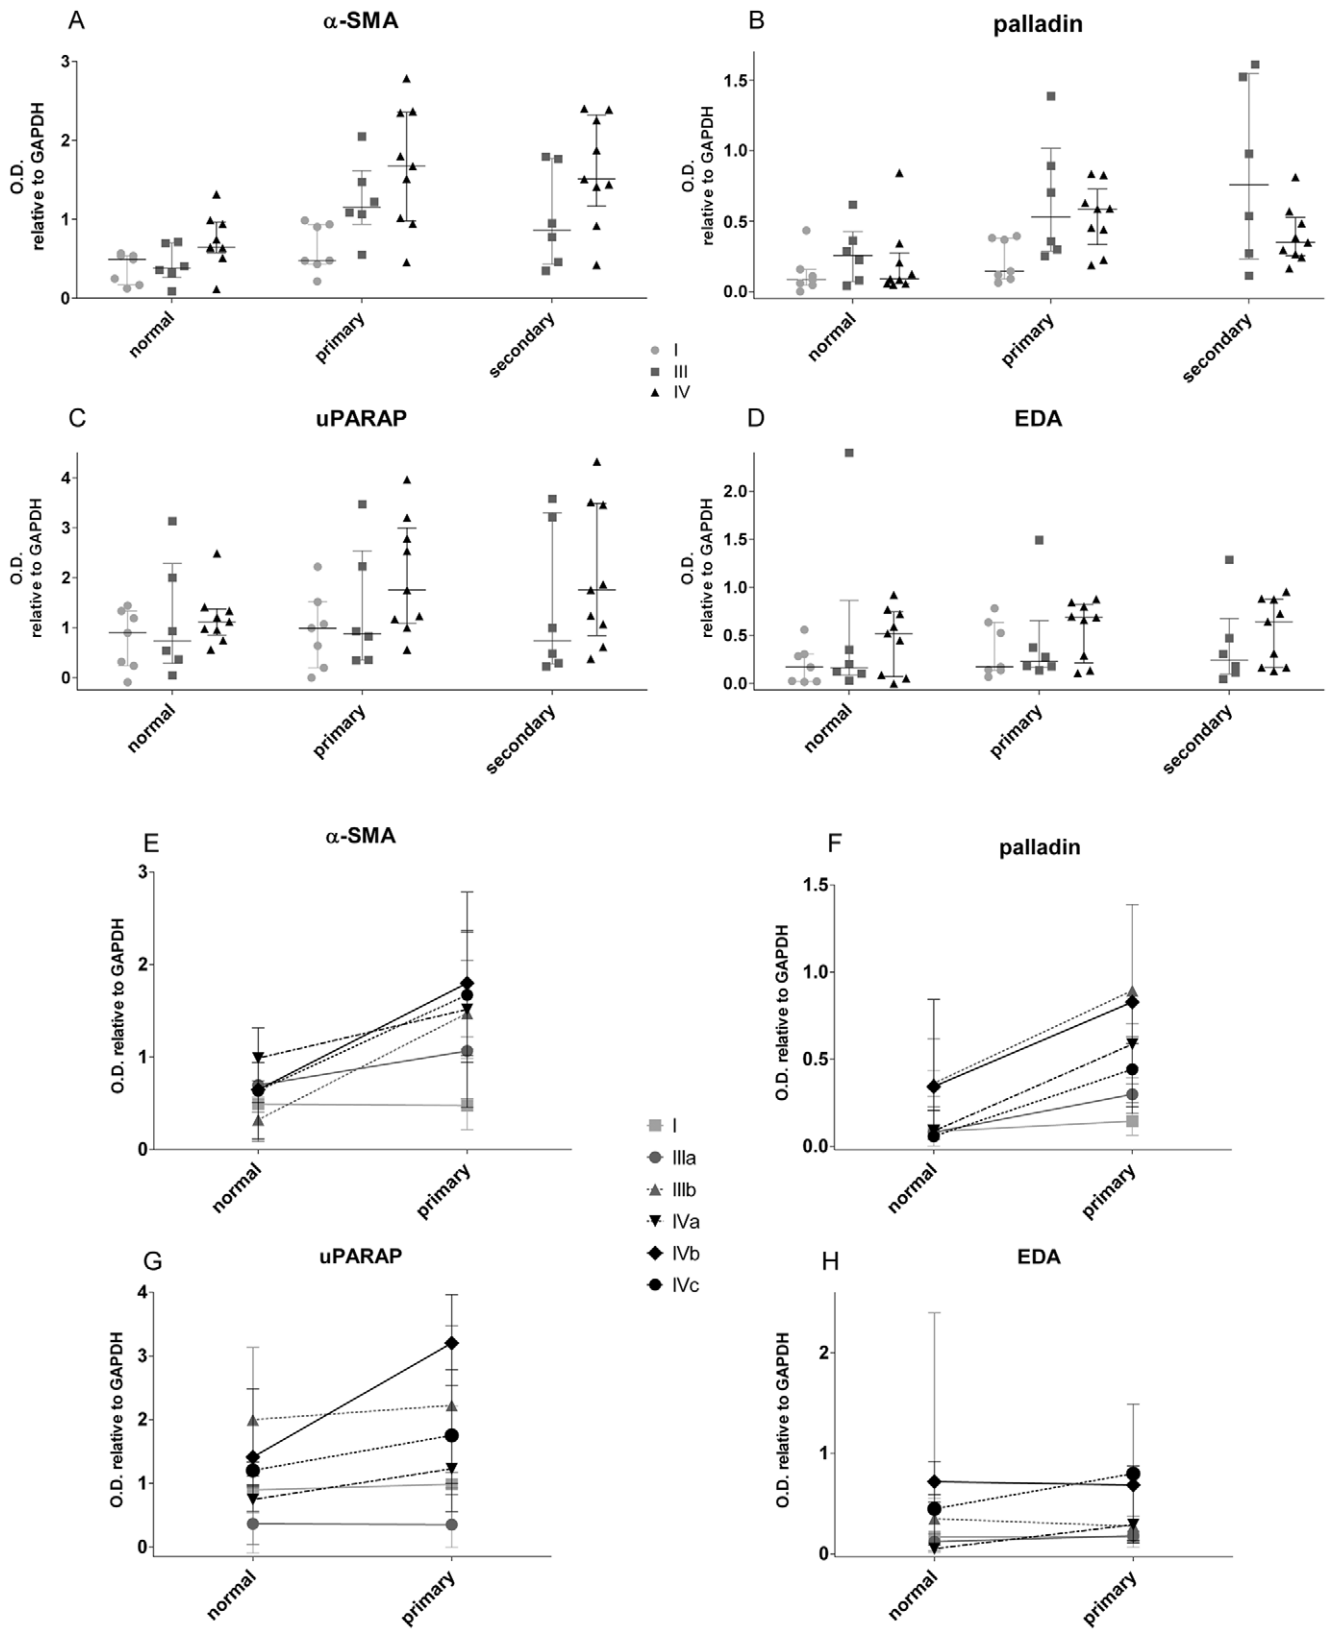 A
α-SMA
O.D.
relative to GAPDH
3
2
1
0
normal
primary
secondary
B
palladin
O.D.
relative to GAPDH
1.5
1.0
0.5
0.0
normal
primary
secondary
I
III
IV
C
uPARAP
O.D.
relative to GAPDH
4
3
2
1
0
normal
primary
secondary
D
EDA
O.D.
relative to GAPDH
2.0
1.5
1.0
0.5
0.0
normal
primary
secondary
E
α-SMA
O.D. relative to GAPDH
3
2
1
0
normal
primary
F
palladin
O.D. relative to GAPDH
1.5
1.0
0.5
0.0
normal
primary
I
IIIa
IIIb
IVa
IVb
IVc
G
uPARAP
O.D. relative to GAPDH
4
3
2
1
0
normal
primary
H
EDA
O.D. relative to GAPDH
2
1
0
normal
primary